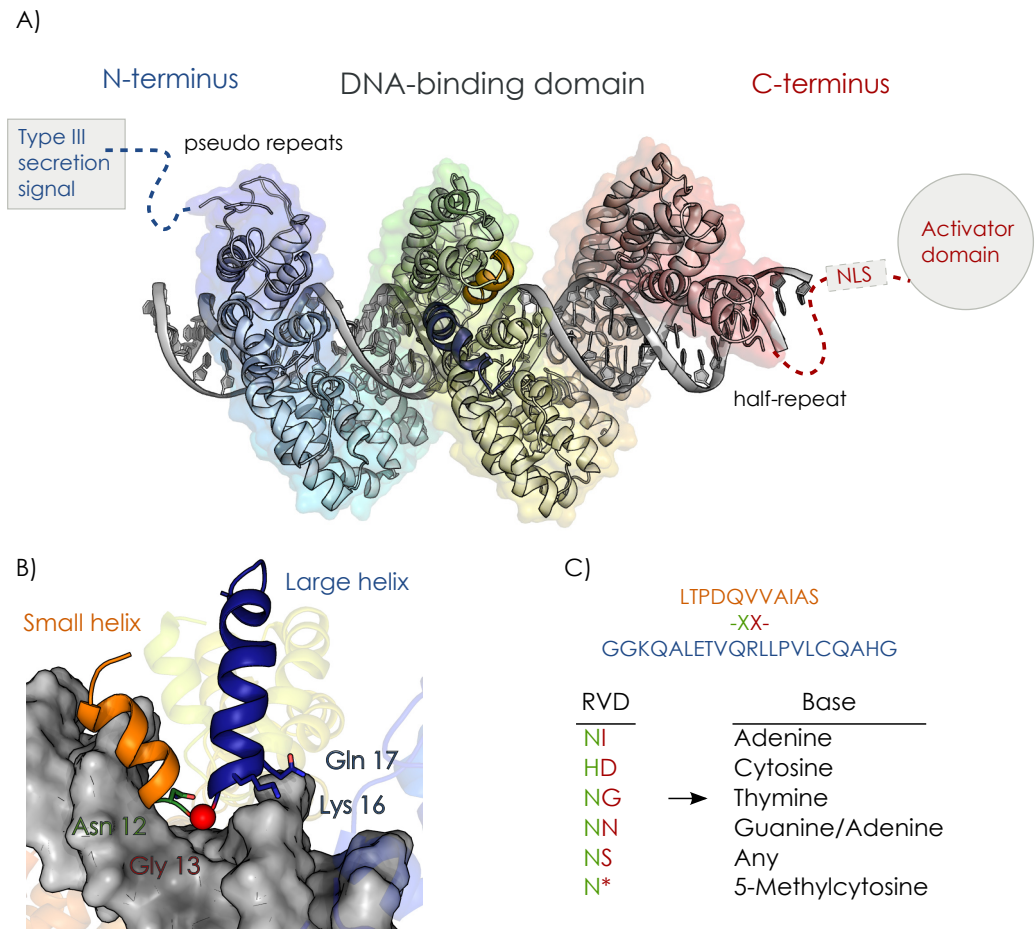 A)
N-terminus
DNA-binding domain
C-terminus
Type III
secretion
signal
pseudo repeats
Activator
domain
NLS
half-repeat
B)
Large helix
Small helix
Gln 17
Lys 16
Asn 12
Gly 13
C)
LTPDQVVAIAS
-XX-
GGKQALETVQRLLPVLCQAHG
RVD Base
NI Adenine
HD Cytosine
NG → Thymine
NN Guanine/Adenine
NS Any
N* 5-Methylcytosine